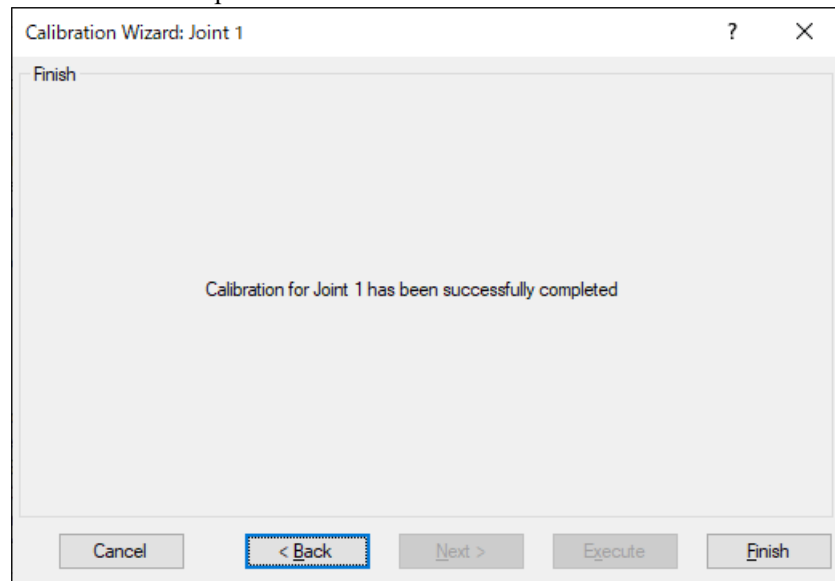 Calibration Wizard: Joint 1 ?
Finish
Calibration for Joint 1 has been successfully completed
Cancel < Back Next > Execute Finish